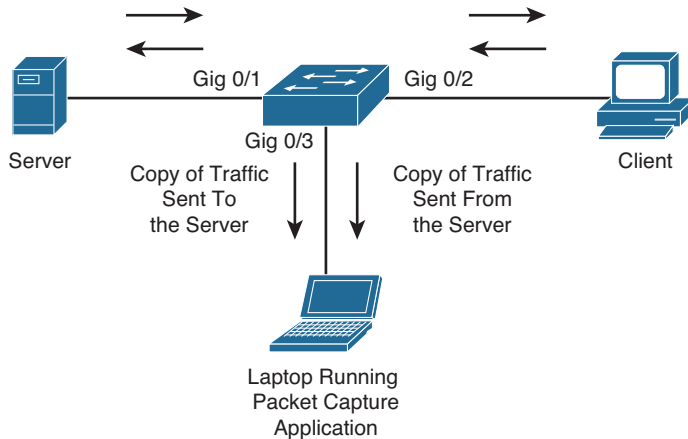 Gig 0/1
Gig 0/2
Gig 0/3
Server
Client
Copy of Traffic
Sent To
the Server
Copy of Traffic
Sent From
the Server
Laptop Running
Packet Capture
Application